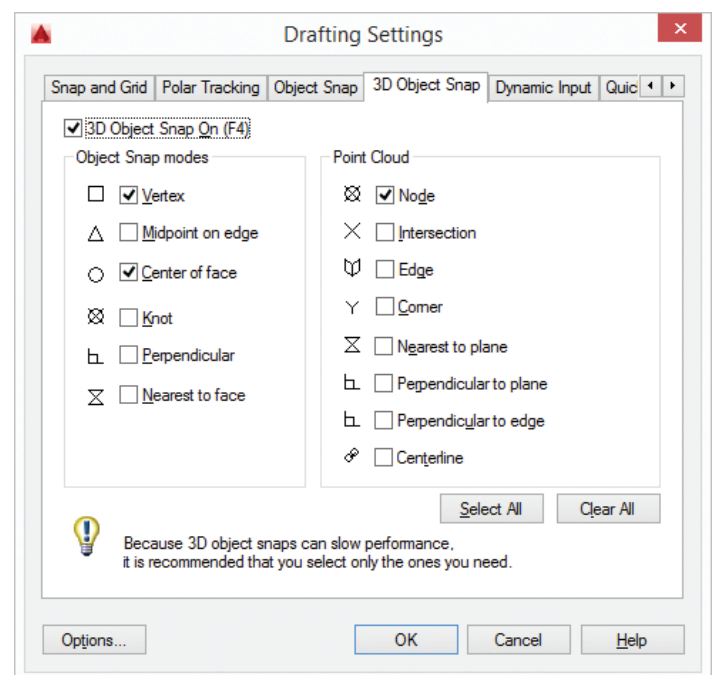 Drafting Settings
Snap and Grid Polar Tracking Object Snap 3D Object Snap Dynamic Input Quic
3D Object Snap On (F4)
Object Snap modes
Vertex
Midpoint on edge
Center of face
Knot
Perpendicular
Nearest to face
Point Cloud
Node
Intersection
Edge
Corner
Nearest to plane
Perpendicular to plane
Perpendicular to edge
Centerline
Select All Clear All
Because 3D object snaps can slow performance,
it is recommended that you select only the ones you need.
Options... OK Cancel Help